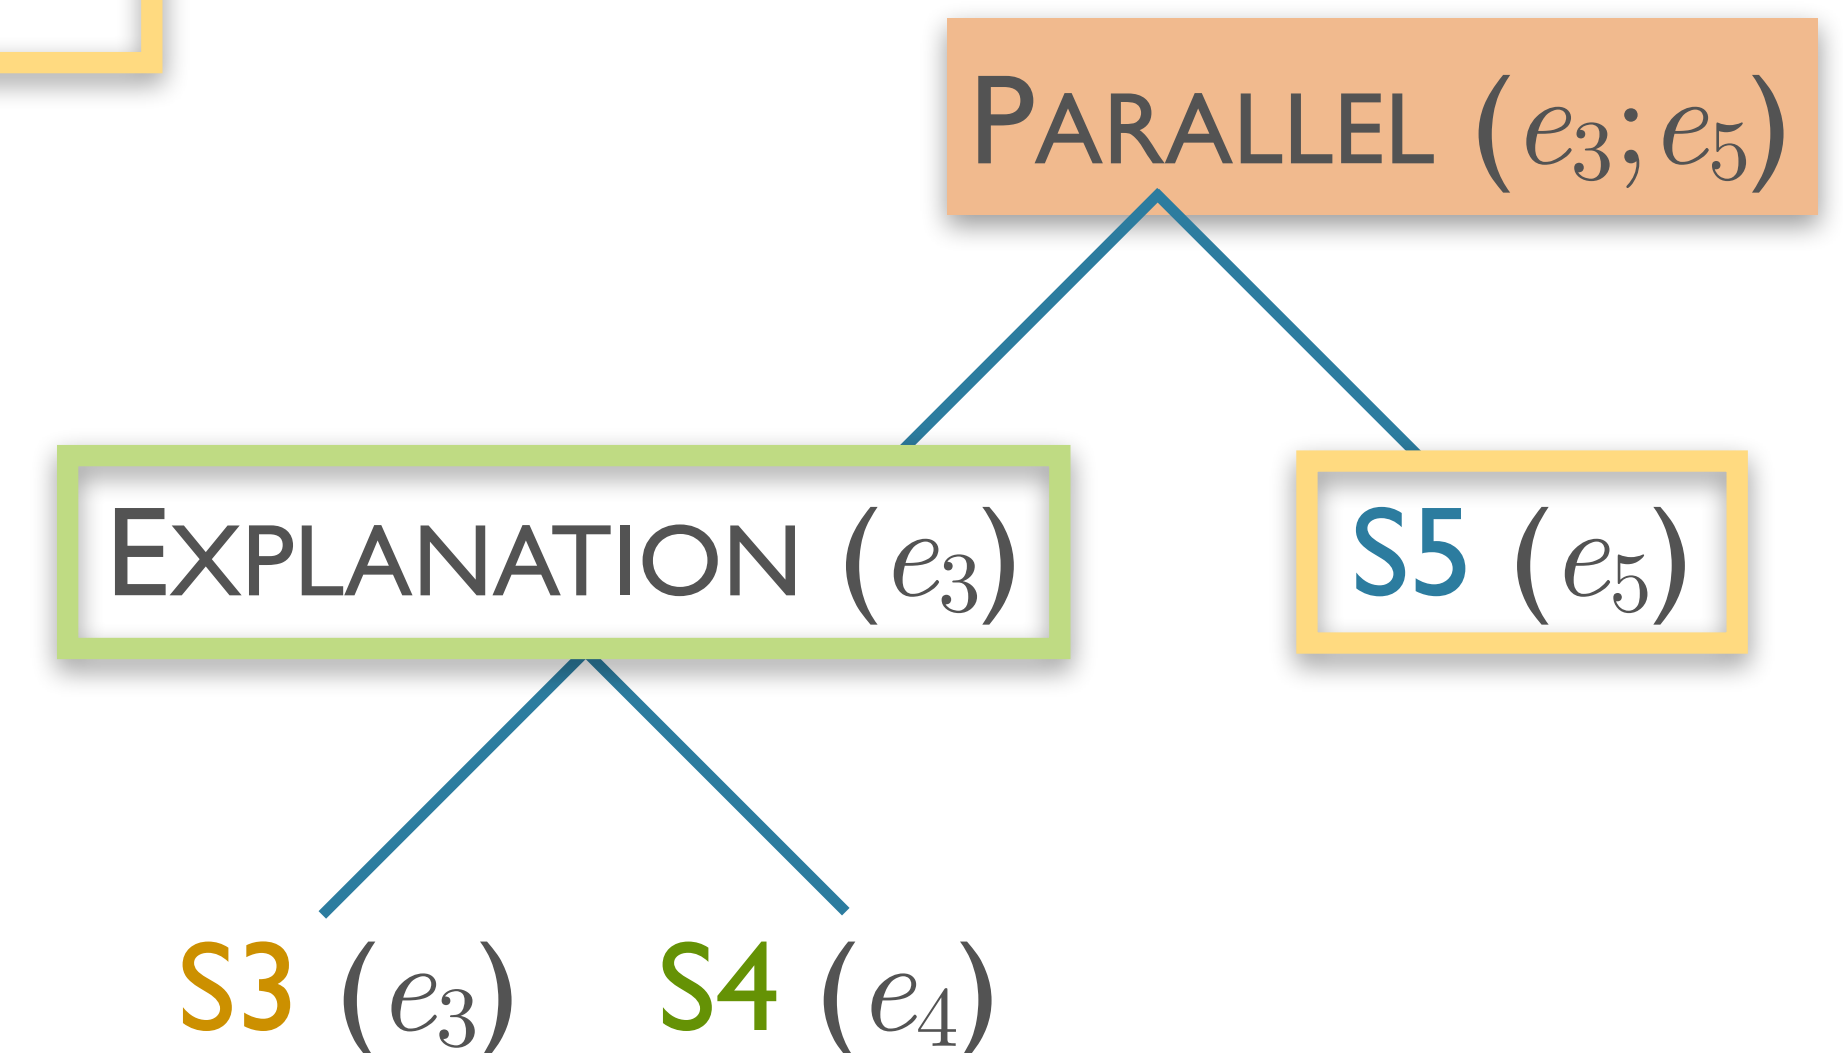 PARALLEL (e₃; e₅)
EXPLANATION (e₃) S5 (e₅)
S3 (e₃) S4 (e₄)